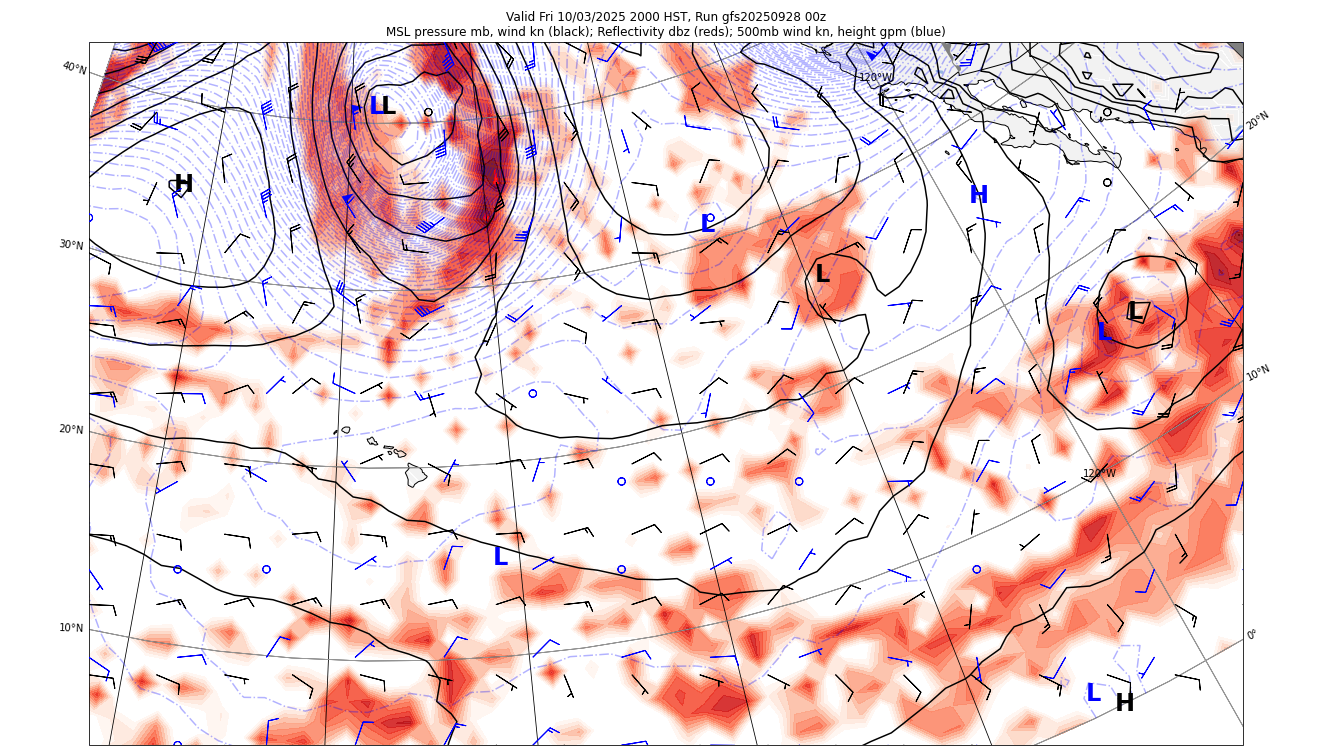 Valid Fri 10/03/2025 2000 HST, Run gfs20250928 00z
MSL pressure mb, wind kn (black); Reflectivity dbz (reds); 500mb wind kn, height gpm (blue)
40°N
120°W
20°N
L L
H
H
L
30°N
L
L
L
10°N
20°N
120°W
L
10°N
0°
L
H